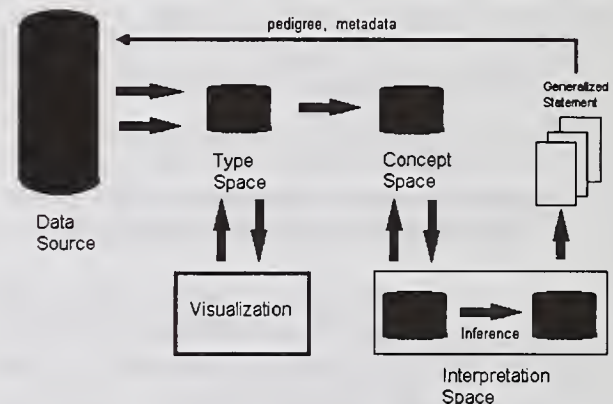 pedigree, metadata
Generalized
Statement
Type
Space
Concept
Space
Data
Source
Visualization
Inference
Interpretation
Space